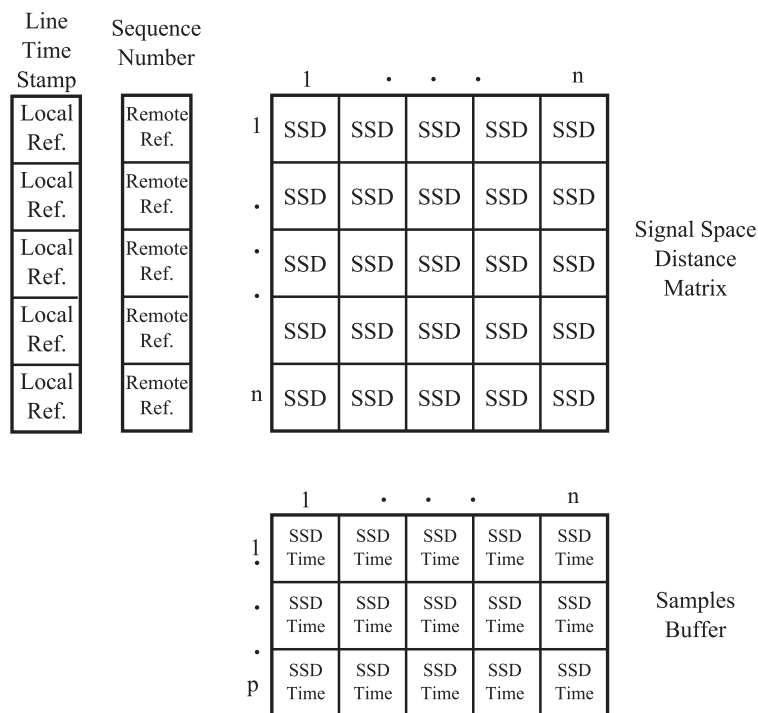 Line
Time
Stamp
Sequence
Number
1 . . . n
Local
Ref.
Remote
Ref.
1 SSD SSD SSD SSD SSD
Local
Ref.
Remote
Ref.
. SSD SSD SSD SSD SSD
Local
Ref.
Remote
Ref.
. SSD SSD SSD SSD SSD
Signal Space
Distance
Matrix
Local
Ref.
Remote
Ref.
. SSD SSD SSD SSD SSD
Local
Ref.
Remote
Ref.
n SSD SSD SSD SSD SSD
1 . . . n
1 SSD SSD SSD SSD SSD
. Time Time Time Time Time
. SSD SSD SSD SSD SSD
Time Time Time Time Time
Samples
Buffer
.
p SSD SSD SSD SSD SSD
Time Time Time Time Time